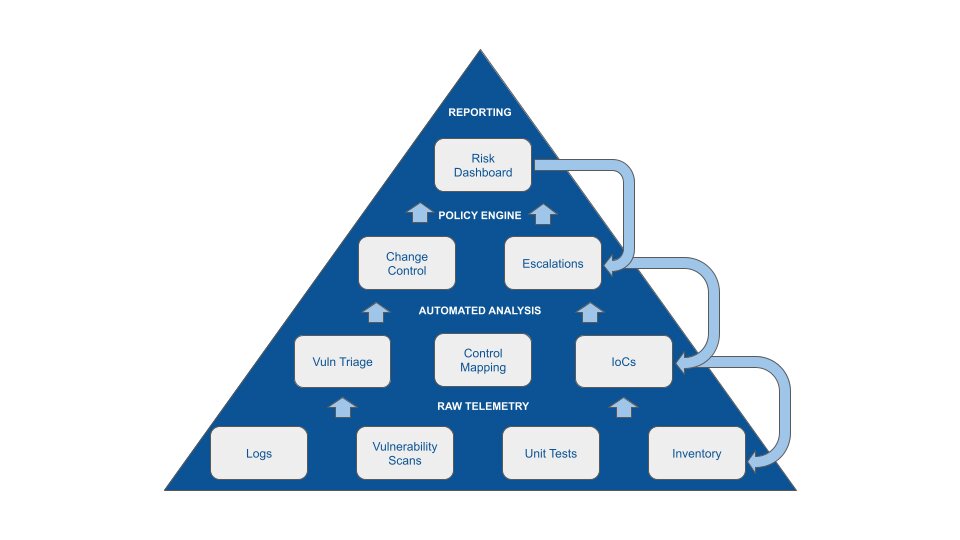 REPORTING
Risk
Dashboard
POLICY ENGINE
Change
Control
Escalations
AUTOMATED ANALYSIS
Vuln Triage
Control
Mapping
IoCs
RAW TELEMETRY
Logs
Vulnerability
Scans
Unit Tests
Inventory